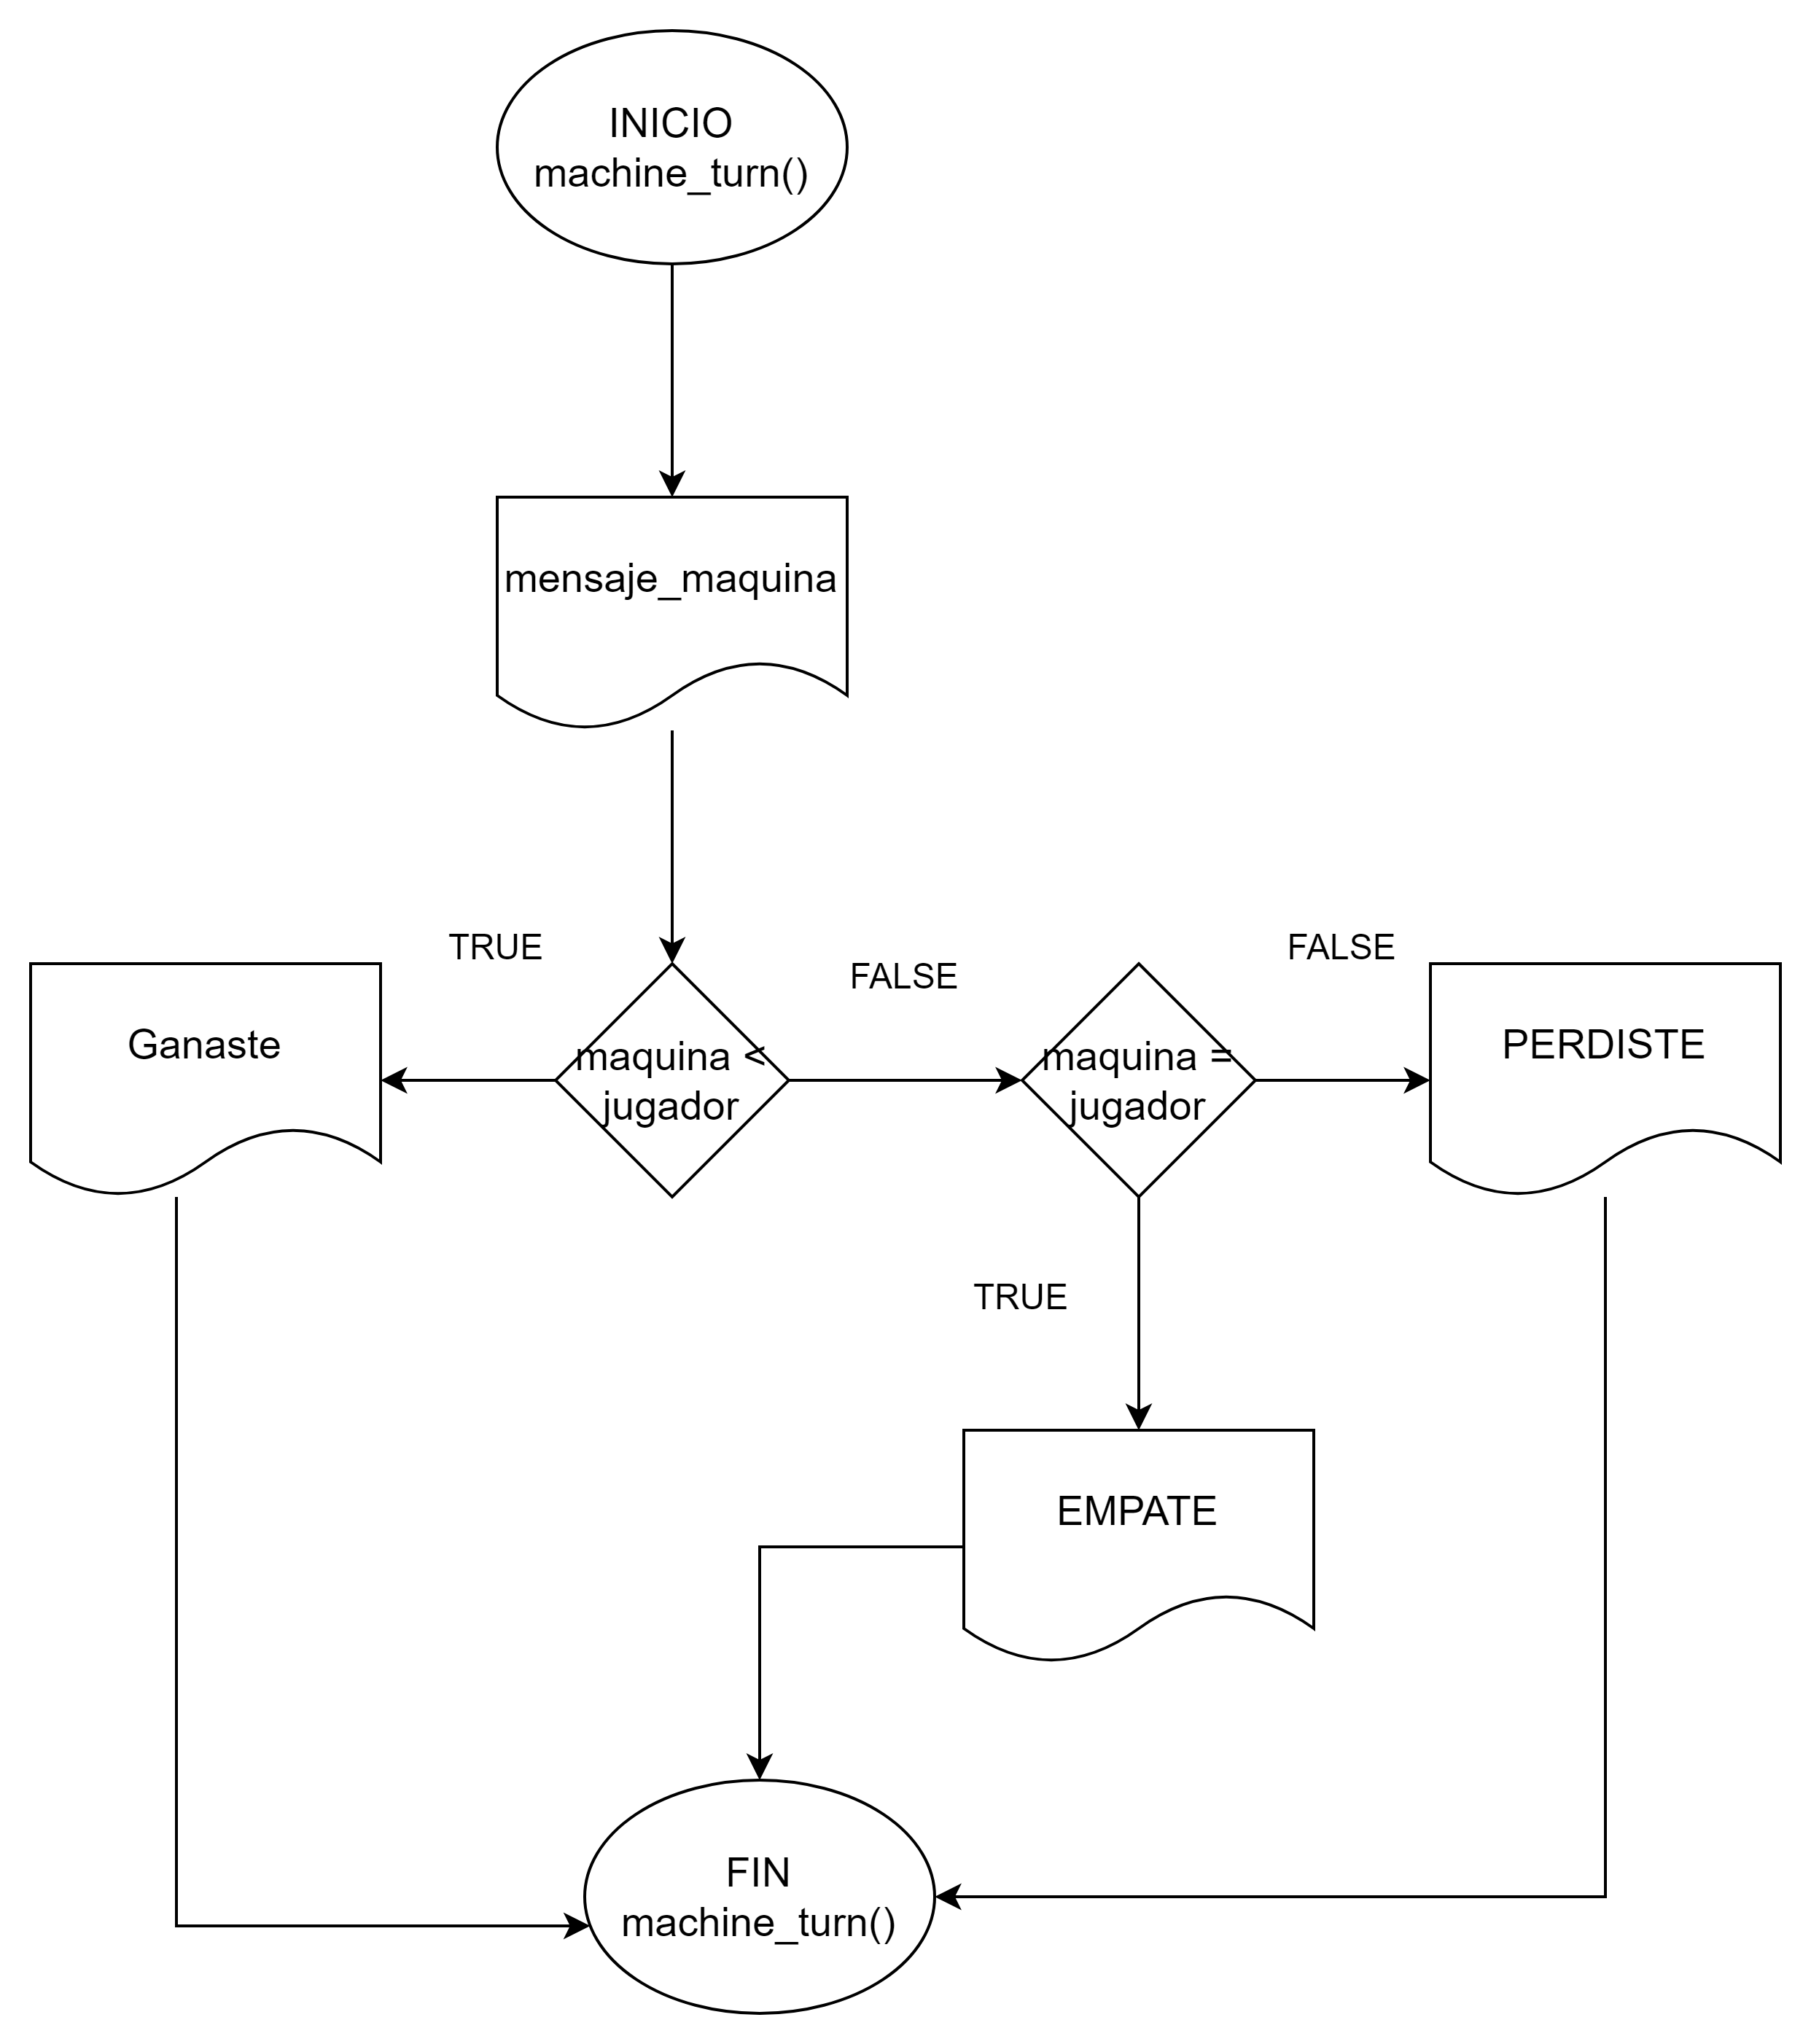 INICIO
machine_turn()
mensaje_maquina
TRUE
FALSE
FALSE
Ganaste
maquina <
jugador
maquina =
jugador
PERDISTE
TRUE
EMPATE
FIN
machine_turn()